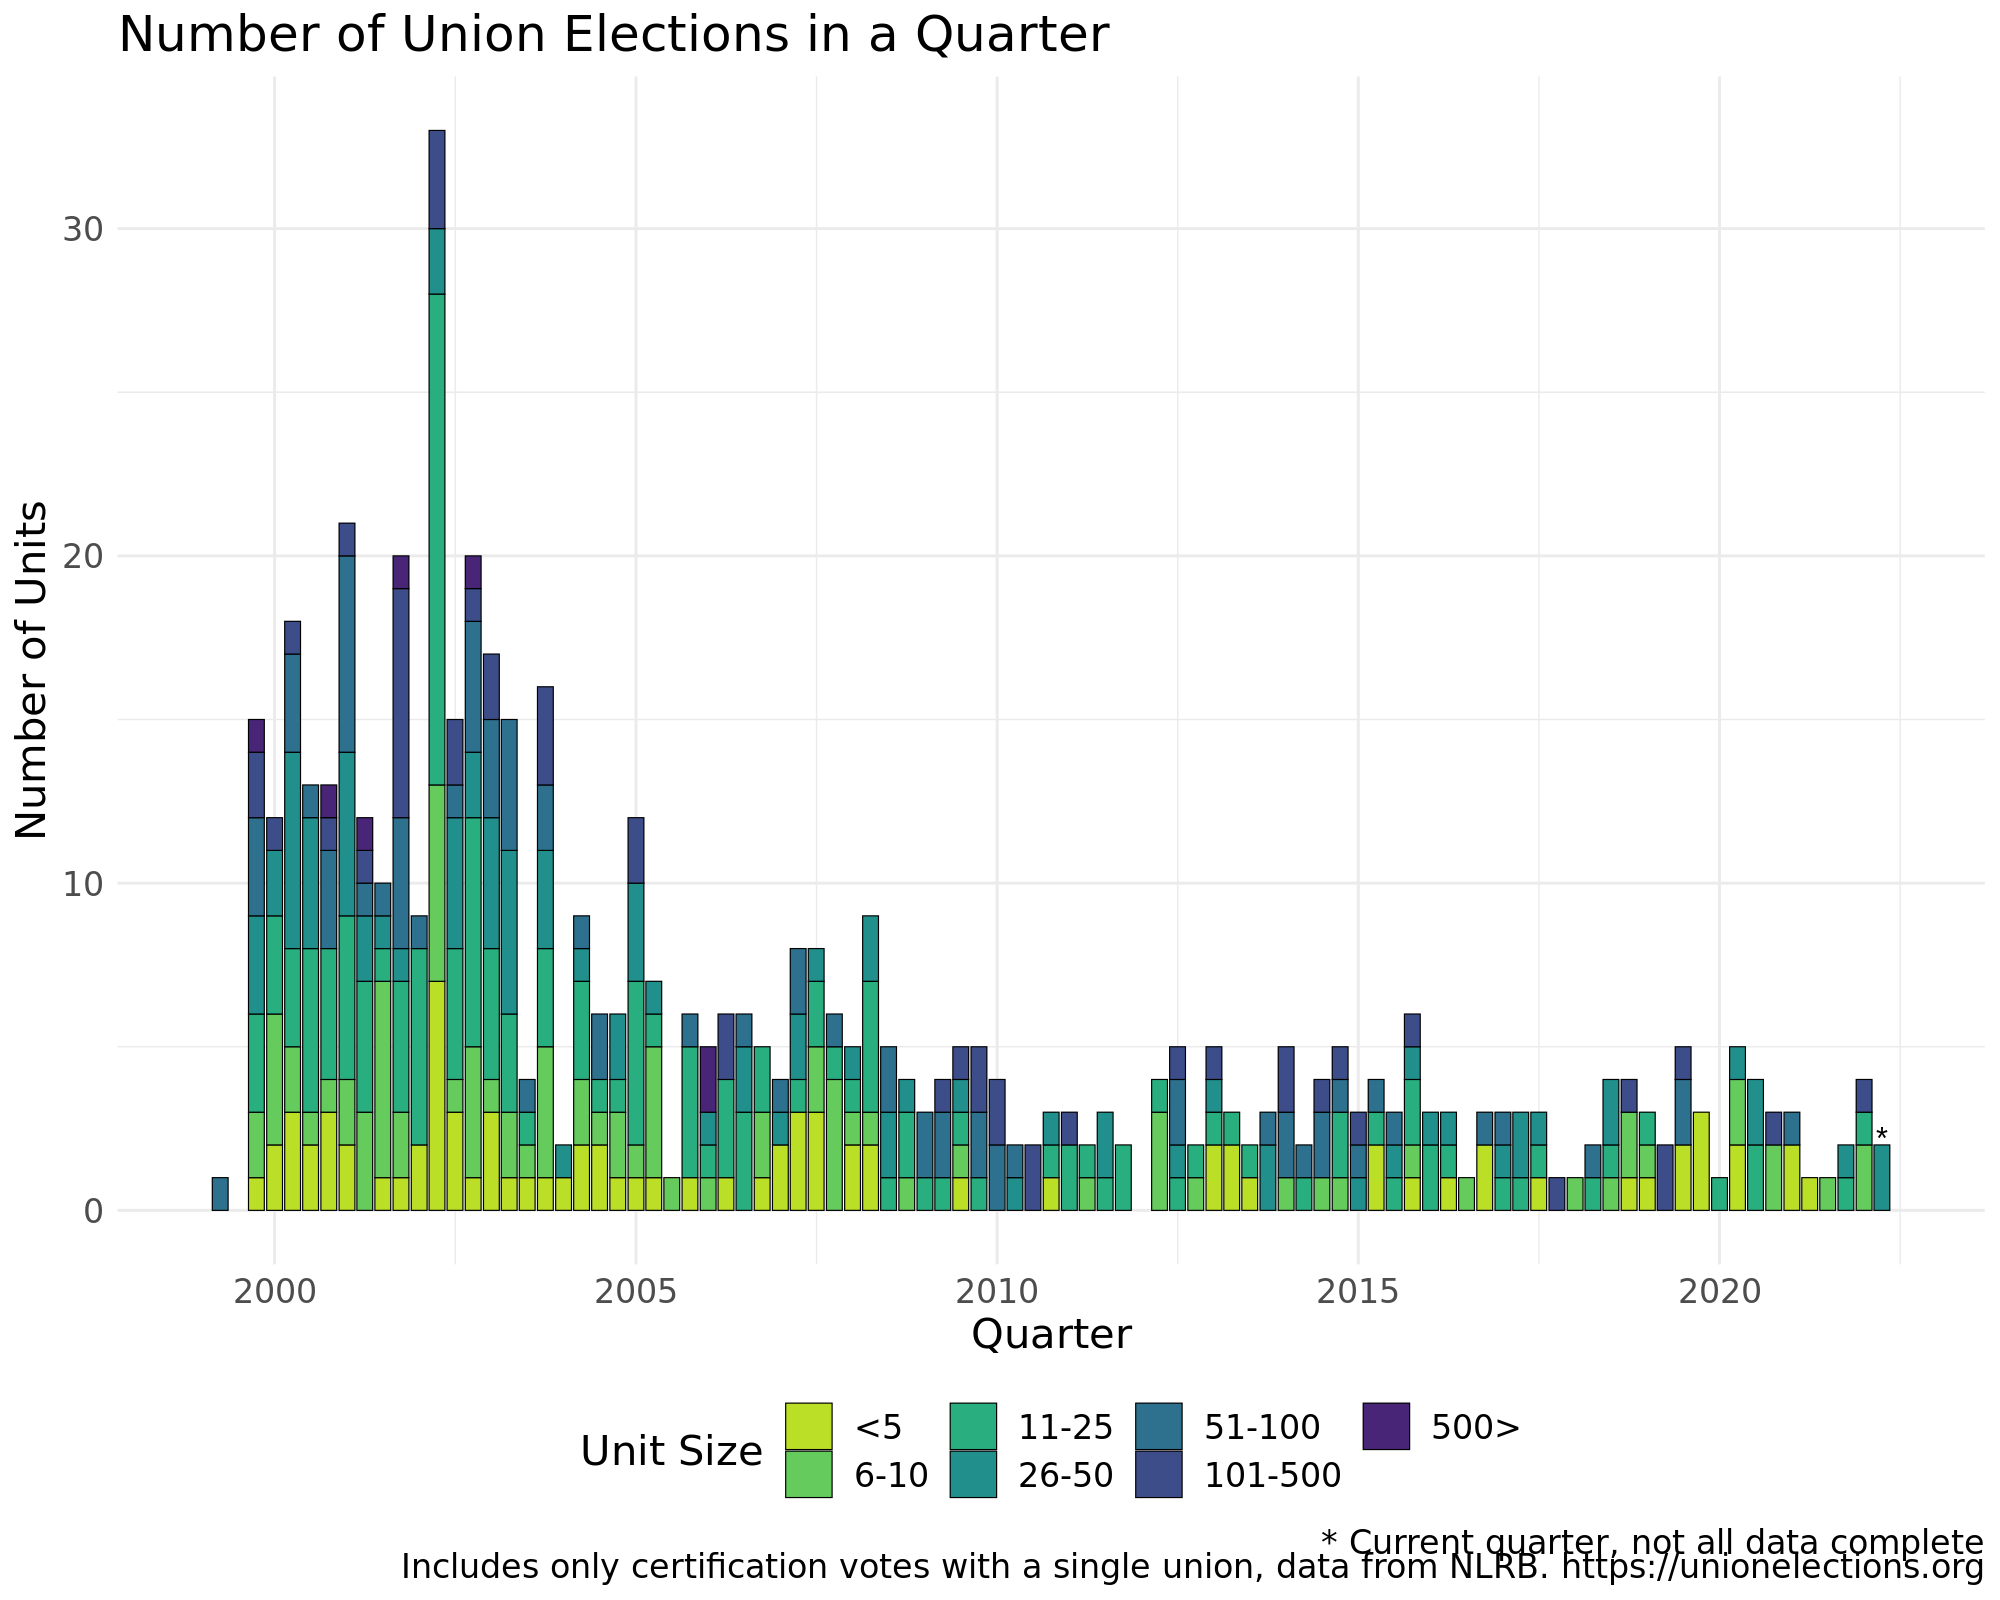 Number of Union Elections in a Quarter
Number of Units
30
20
10
0
2000 2005 2010 2015 2020
*
Quarter
Unit Size
<5 11-25 51-100 500>
6-10 26-50 101-500
* Current quarter, not all data complete
Includes only certification votes with a single union, data from NLRB. https://unionelections.org